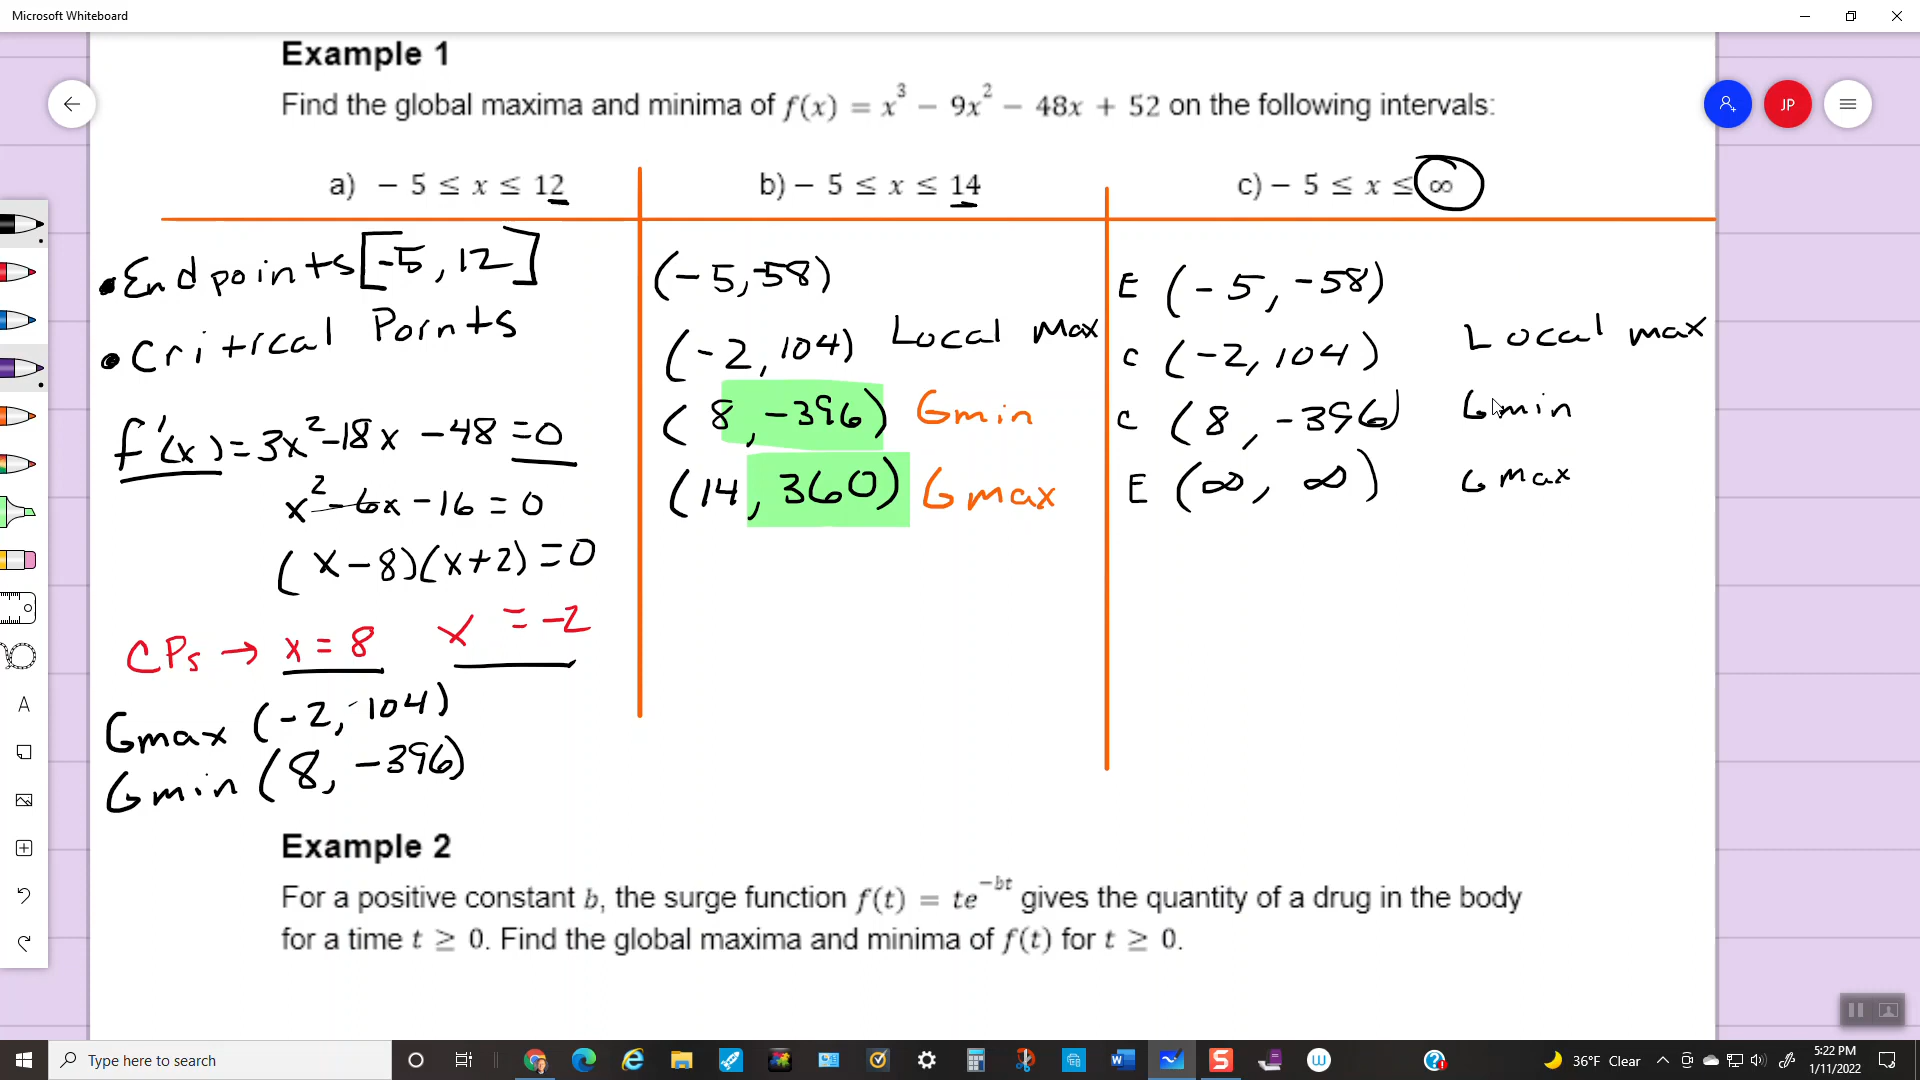 Microsoft Whiteboard
Example 1
Find the global maxima and minima of f(x) = x³ − 9x² − 48x + 52 on the following intervals:
JP
a) − 5 ≤ x ≤ 12
b) − 5 ≤ x ≤ 14
c) − 5 ≤ x ≤ ∞
• Endpoints [-5, 12]
• Critical Points
f'(x) = 3x² - 18x - 48 = 0
x² - 6x - 16 = 0
(x - 8)(x + 2) = 0
CPs → x = 8 x = -2
Gmax (-2, 104)
Gmin (8, -396)
(-5, -58)
(-2, 104) Local max
(8, -396) Gmin
(14, 360) Gmax
E (-5, -58)
C (-2, 104) Local max
C (8, -396) Gmin
E (∞, ∞) Gmax
Example 2
For a positive constant b, the surge function f(t) = te⁻ᵇᵗ gives the quantity of a drug in the body
for a time t ≥ 0. Find the global maxima and minima of f(t) for t ≥ 0.
Type here to search
36°F Clear
5:22 PM
1/11/2022